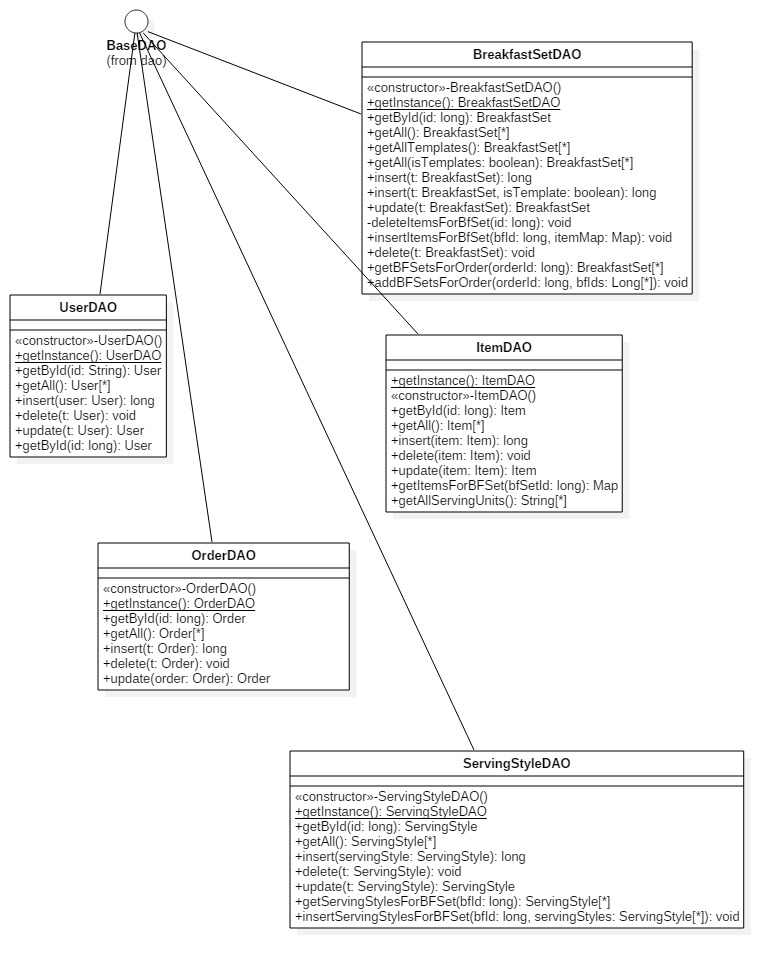 BaseDAO
(from dao)
BreakfastSetDAO
«constructor»-BreakfastSetDAO()
+getInstance(): BreakfastSetDAO
+getById(id: long): BreakfastSet
+getAll(): BreakfastSet[*]
+getAllTemplates(): BreakfastSet[*]
+getAll(isTemplates: boolean): BreakfastSet[*]
+insert(t: BreakfastSet): long
+insert(t: BreakfastSet, isTemplate: boolean): long
+update(t: BreakfastSet): BreakfastSet
-deleteItemsForBfSet(id: long): void
+insertItemsForBfSet(bfId: long, itemMap: Map): void
+delete(t: BreakfastSet): void
+getBFSetsForOrder(orderId: long): BreakfastSet[*]
+addBFSetsForOrder(orderId: long, bfIds: Long[*]): void
UserDAO
«constructor»-UserDAO()
+getInstance(): UserDAO
+getById(id: String): User
+getAll(): User[*]
+insert(user: User): long
+delete(t: User): void
+update(t: User): User
+getById(id: long): User
ItemDAO
+getInstance(): ItemDAO
«constructor»-ItemDAO()
+getById(id: long): Item
+getAll(): Item[*]
+insert(item: Item): long
+delete(item: Item): void
+update(item: Item): Item
+getItemsForBFSet(bfSetId: long): Map
+getAllServingUnits(): String[*]
OrderDAO
«constructor»-OrderDAO()
+getInstance(): OrderDAO
+getById(id: long): Order
+getAll(): Order[*]
+insert(t: Order): long
+delete(t: Order): void
+update(order: Order): Order
ServingStyleDAO
«constructor»-ServingStyleDAO()
+getInstance(): ServingStyleDAO
+getById(id: long): ServingStyle
+getAll(): ServingStyle[*]
+insert(servingStyle: ServingStyle): long
+delete(t: ServingStyle): void
+update(t: ServingStyle): ServingStyle
+getServingStylesForBFSet(bfId: long): ServingStyle[*]
+insertServingStylesForBFSet(bfId: long, servingStyles: ServingStyle[*]): void